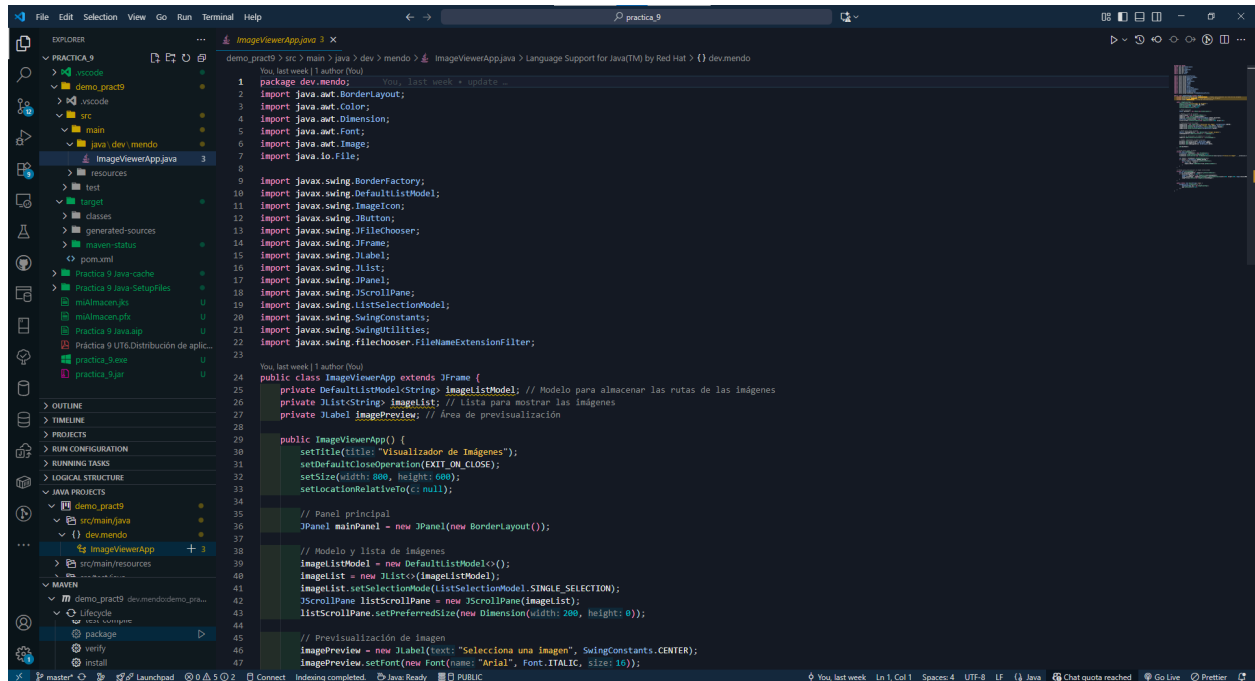 File Edit Selection View Go Run Terminal Help
practica_9
EXPLORER
PRACTICA_9
.vscode
demo_pract9
.vscode
src
main
java \ dev \ mendo
ImageViewerApp.java 3
resources
test
target
classes
generated-sources
maven-status
pom.xml
Practica 9 Java-cache
Practica 9 Java-SetupFiles
miAlmacen.jks U
miAlmacen.pfx U
Practica 9 Java.aip U
Práctica 9 UT6.Distribución de aplic...
practica_9.exe U
practica_9.jar U
OUTLINE
TIMELINE
PROJECTS
RUN CONFIGURATION
RUNNING TASKS
LOGICAL STRUCTURE
JAVA PROJECTS
demo_pract9
src/main/java
{} dev.mendo
ImageViewerApp + 3
src/main/resources
MAVEN
demo_pract9 dev.mendo:demo_pra...
Lifecycle
test-compile
package
verify
install
ImageViewerApp.java 3
demo_pract9 > src > main > java > dev > mendo > ImageViewerApp.java > Language Support for Java(TM) by Red Hat > {} dev.mendo
You, last week | 1 author (You)
1 package dev.mendo; You, last week • update …
2 import java.awt.BorderLayout;
3 import java.awt.Color;
4 import java.awt.Dimension;
5 import java.awt.Font;
6 import java.awt.Image;
7 import java.io.File;
8
9 import javax.swing.BorderFactory;
10 import javax.swing.DefaultListModel;
11 import javax.swing.ImageIcon;
12 import javax.swing.JButton;
13 import javax.swing.JFileChooser;
14 import javax.swing.JFrame;
15 import javax.swing.JLabel;
16 import javax.swing.JList;
17 import javax.swing.JPanel;
18 import javax.swing.JScrollPane;
19 import javax.swing.ListSelectionModel;
20 import javax.swing.SwingConstants;
21 import javax.swing.SwingUtilities;
22 import javax.swing.filechooser.FileNameExtensionFilter;
23
You, last week | 1 author (You)
24 public class ImageViewerApp extends JFrame {
25 private DefaultListModel<String> imageListModel; // Modelo para almacenar las rutas de las imágenes
26 private JList<String> imageList; // Lista para mostrar las imágenes
27 private JLabel imagePreview; // Área de previsualización
28
29 public ImageViewerApp() {
30 setTitle(title: "Visualizador de Imágenes");
31 setDefaultCloseOperation(EXIT_ON_CLOSE);
32 setSize(width: 800, height: 600);
33 setLocationRelativeTo(c: null);
34
35 // Panel principal
36 JPanel mainPanel = new JPanel(new BorderLayout());
37
38 // Modelo y lista de imágenes
39 imageListModel = new DefaultListModel<>();
40 imageList = new JList<>(imageListModel);
41 imageList.setSelectionMode(ListSelectionModel.SINGLE_SELECTION);
42 JScrollPane listScrollPane = new JScrollPane(imageList);
43 listScrollPane.setPreferredSize(new Dimension(width: 200, height: 0));
44
45 // Previsualización de imagen
46 imagePreview = new JLabel(text: "Selecciona una imagen", SwingConstants.CENTER);
47 imagePreview.setFont(new Font(name: "Arial", Font.ITALIC, size: 16));
master* Launchpad 0 5 2 Connect Indexing completed. Java: Ready PUBLIC You, last week Ln 1, Col 1 Spaces: 4 UTF-8 LF Java Chat quota reached Go Live Prettier